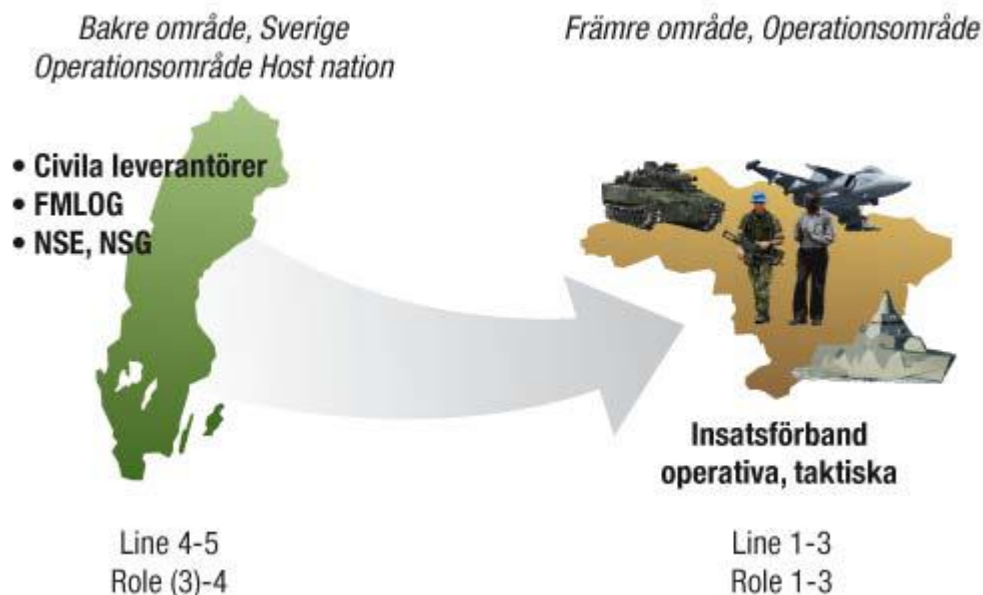 Bakre område, Sverige
Operationsområde Host nation
Främre område, Operationsområde
• Civila leverantörer
• FMLOG
• NSE, NSG
Insatsförband
operativa, taktiska
Line 4-5
Role (3)-4
Line 1-3
Role 1-3